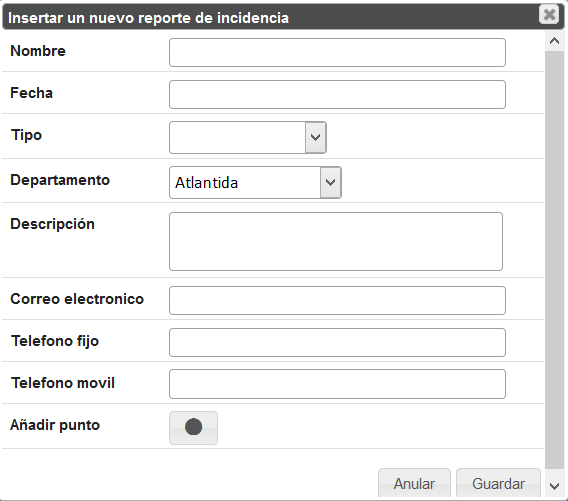 Insertar un nuevo reporte de incidencia
Nombre
Fecha
Tipo
Departamento
Atlantida
Descripción
Correo electronico
Telefono fijo
Telefono movil
Añadir punto
Anular
Guardar